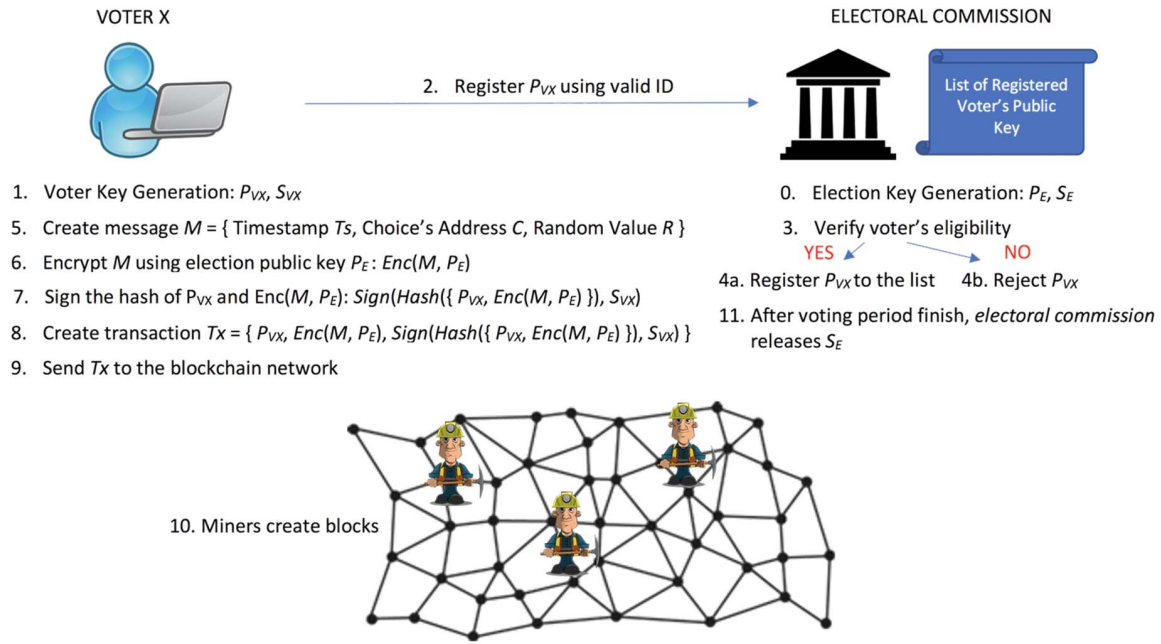 VOTER X
ELECTORAL COMMISSION
2. Register PVX using valid ID
List of Registered
Voter's Public
Key
1. Voter Key Generation: PVX, SVX
5. Create message M = { Timestamp Ts, Choice's Address C, Random Value R }
6. Encrypt M using election public key PE : Enc(M, PE)
7. Sign the hash of PVX and Enc(M, PE): Sign(Hash({ PVX, Enc(M, PE) }), SVX)
8. Create transaction Tx = { PVX, Enc(M, PE), Sign(Hash({ PVX, Enc(M, PE) }), SVX) }
9. Send Tx to the blockchain network
0. Election Key Generation: PE, SE
3. Verify voter's eligibility
YES
NO
4a. Register PVX to the list
4b. Reject PVX
11. After voting period finish, electoral commission
releases SE
10. Miners create blocks